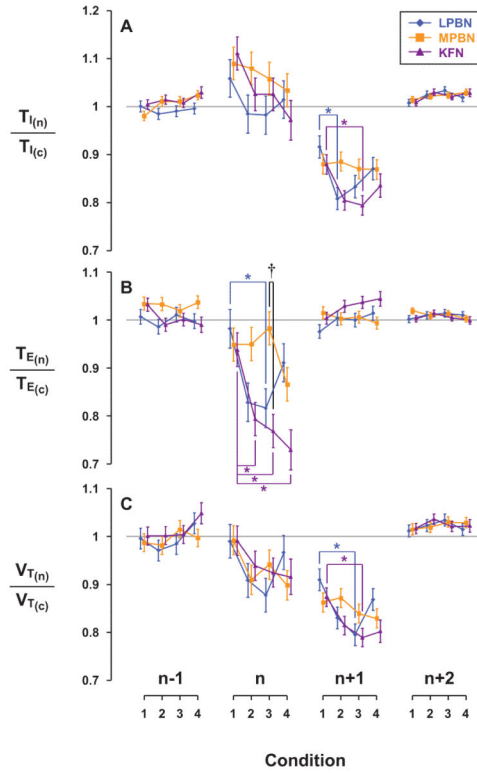 LPBN
MPBN
KFN
A
1.2
1.1
1
0.9
0.8
0.7
TI(n)
TI(c)
*
*
B
1.1
1
0.9
0.8
0.7
TE(n)
TE(c)
*
†
*
*
*
C
1.1
1
0.9
0.8
0.7
VT(n)
VT(c)
*
*
n-1 n n+1 n+2
1 2 3 4 1 2 3 4 1 2 3 4 1 2 3 4
Condition